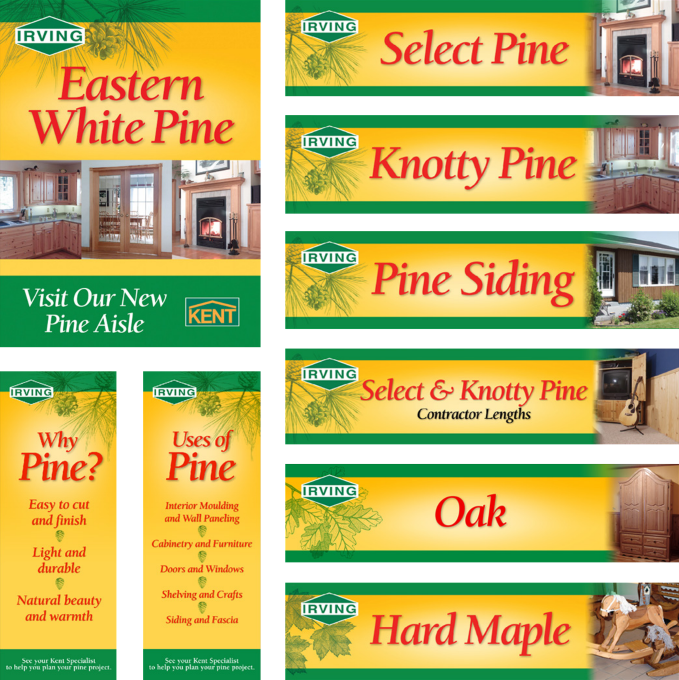 IRVING
Eastern
White Pine
Visit Our New
Pine Aisle
KENT
IRVING
Why
Pine?
Easy to cut
and finish
Light and
durable
Natural beauty
and warmth
See your Kent Specialist
to help you plan your pine project.
IRVING
Uses of
Pine
Interior Moulding
and Wall Paneling
Cabinetry and Furniture
Doors and Windows
Shelving and Crafts
Siding and Fascia
See your Kent Specialist
to help you plan your pine project.
IRVING
Select Pine
IRVING
Knotty Pine
IRVING
Pine Siding
IRVING
Select & Knotty Pine
Contractor Lengths
IRVING
Oak
IRVING
Hard Maple